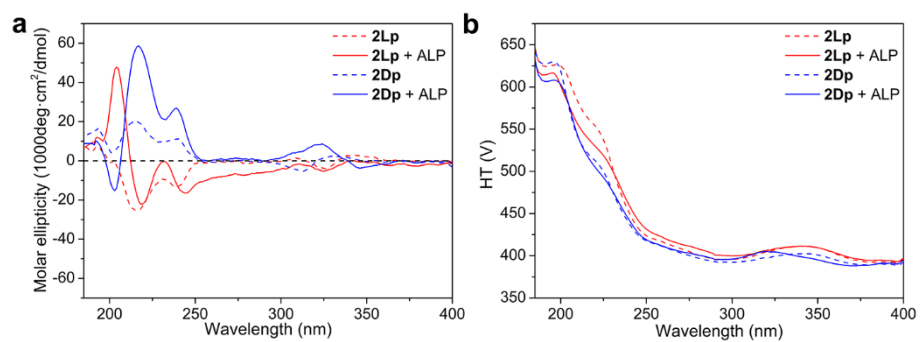 a
Molar ellipticity (1000deg·cm²/dmol)
60
40
20
0
-20
-40
-60
200 250 300 350 400
Wavelength (nm)
2Lp
2Lp + ALP
2Dp
2Dp + ALP
b
HT (V)
650
600
550
500
450
400
350
200 250 300 350 400
Wavelength (nm)
2Lp
2Lp + ALP
2Dp
2Dp + ALP